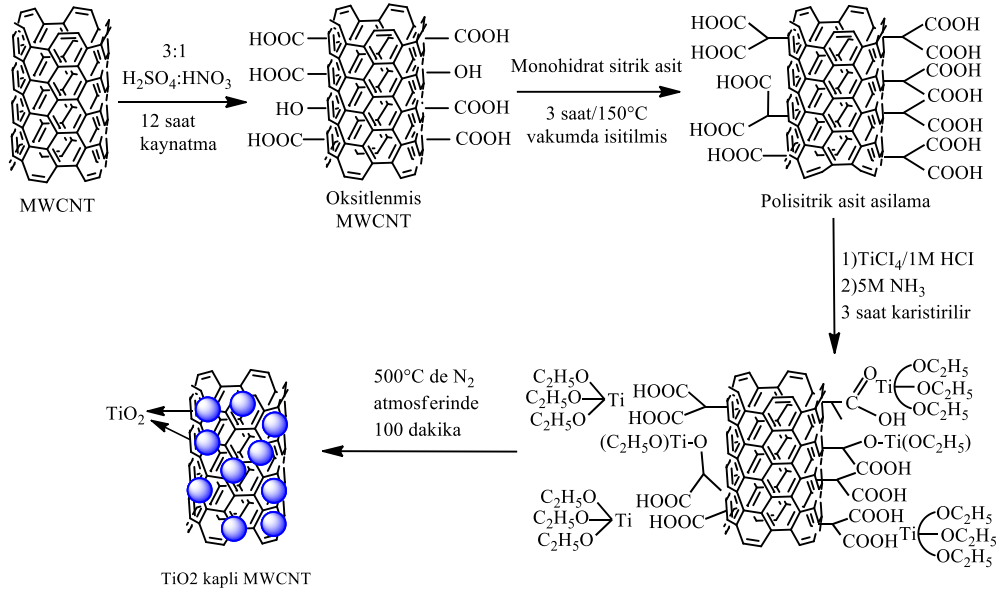 3:1
H₂SO₄:HNO₃
12 saat
kaynatma
MWCNT
HOOC
COOH
HOOC
OH
HO
COOH
HOOC
COOH
Oksitlenmis
MWCNT
Monohidrat sitrik asit
3 saat/150°C
vakumda isitilmis
HOOC
HOOC
HOOC
HOOC
HOOC
COOH
COOH
COOH
COOH
COOH
COOH
COOH
Polisitrik asit asilama
1)TiCI₄/1M HCI
2)5M NH₃
3 saat karistirilir
C₂H₅O
C₂H₅O
C₂H₅O
Ti
HOOC
HOOC
(C₂H₅O)Ti-O
HOOC
HOOC
C₂H₅O
C₂H₅O
C₂H₅O
Ti
O
C
OH
Ti
OC₂H₅
OC₂H₅
OC₂H₅
O-Ti(OC₂H₅)
COOH
COOH
COOH
COOH
Ti
OC₂H₅
OC₂H₅
OC₂H₅
500°C de N₂
atmosferinde
100 dakika
TiO₂
TiO2 kapli MWCNT